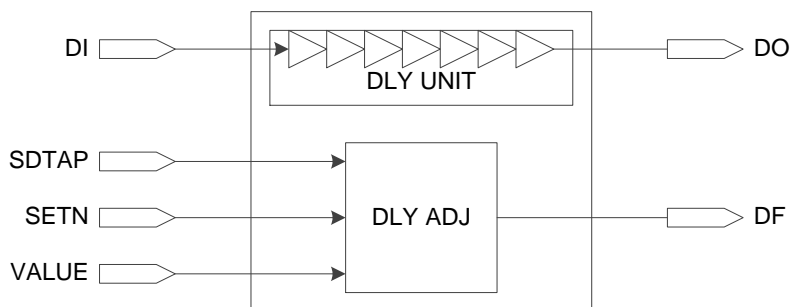 DI
DO
DLY UNIT
SDTAP
SETN
DLY ADJ
DF
VALUE